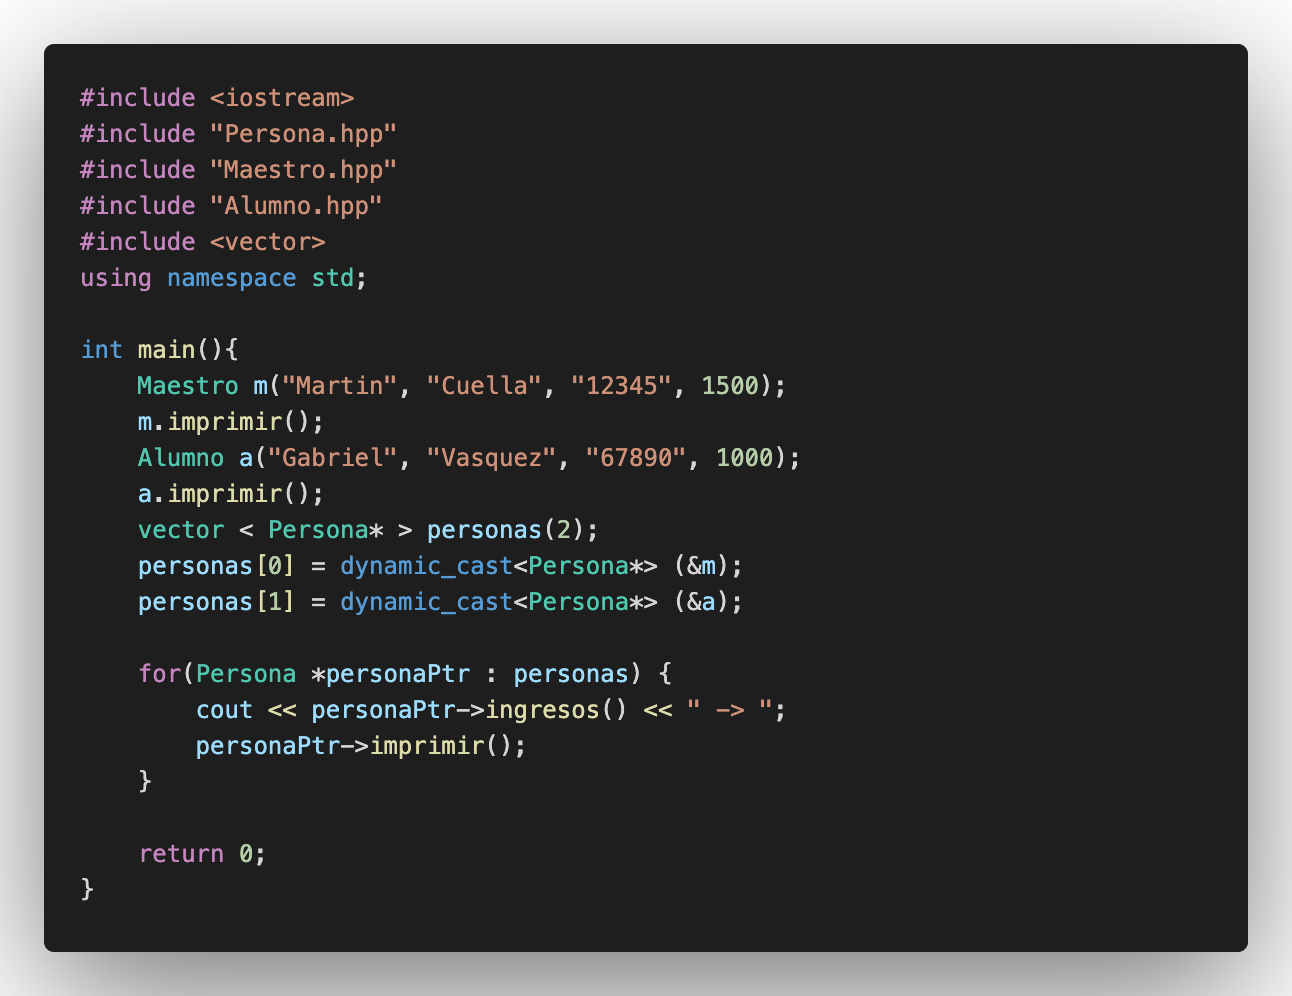 #include <iostream>
#include "Persona.hpp"
#include "Maestro.hpp"
#include "Alumno.hpp"
#include <vector>
using namespace std;

int main(){
    Maestro m("Martin", "Cuella", "12345", 1500);
    m.imprimir();
    Alumno a("Gabriel", "Vasquez", "67890", 1000);
    a.imprimir();
    vector < Persona* > personas(2);
    personas[0] = dynamic_cast<Persona*> (&m);
    personas[1] = dynamic_cast<Persona*> (&a);

    for(Persona *personaPtr : personas) {
        cout << personaPtr->ingresos() << " -> ";
        personaPtr->imprimir();
    }

    return 0;
}